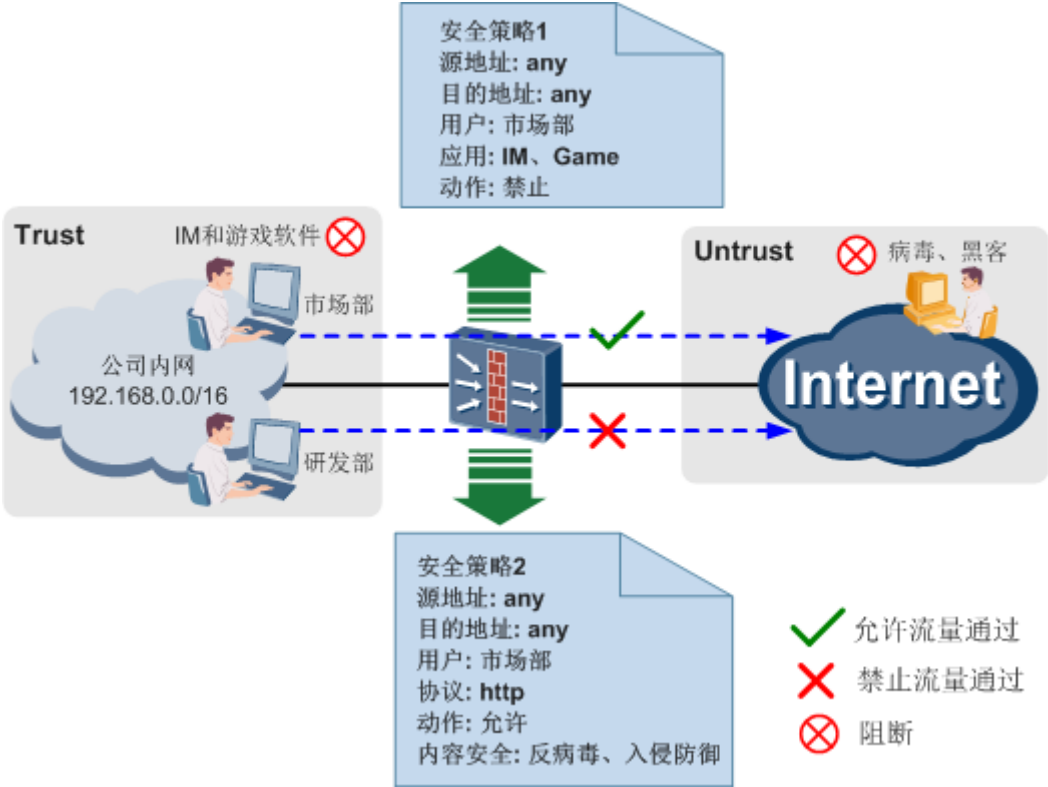 安全策略1
源地址: any
目的地址: any
用户: 市场部
应用: IM、Game
动作: 禁止
Trust
IM和游戏软件
市场部
公司内网
192.168.0.0/16
研发部
Untrust
病毒、黑客
Internet
安全策略2
源地址: any
目的地址: any
用户: 市场部
协议: http
动作: 允许
内容安全: 反病毒、入侵防御
允许流量通过
禁止流量通过
阻断